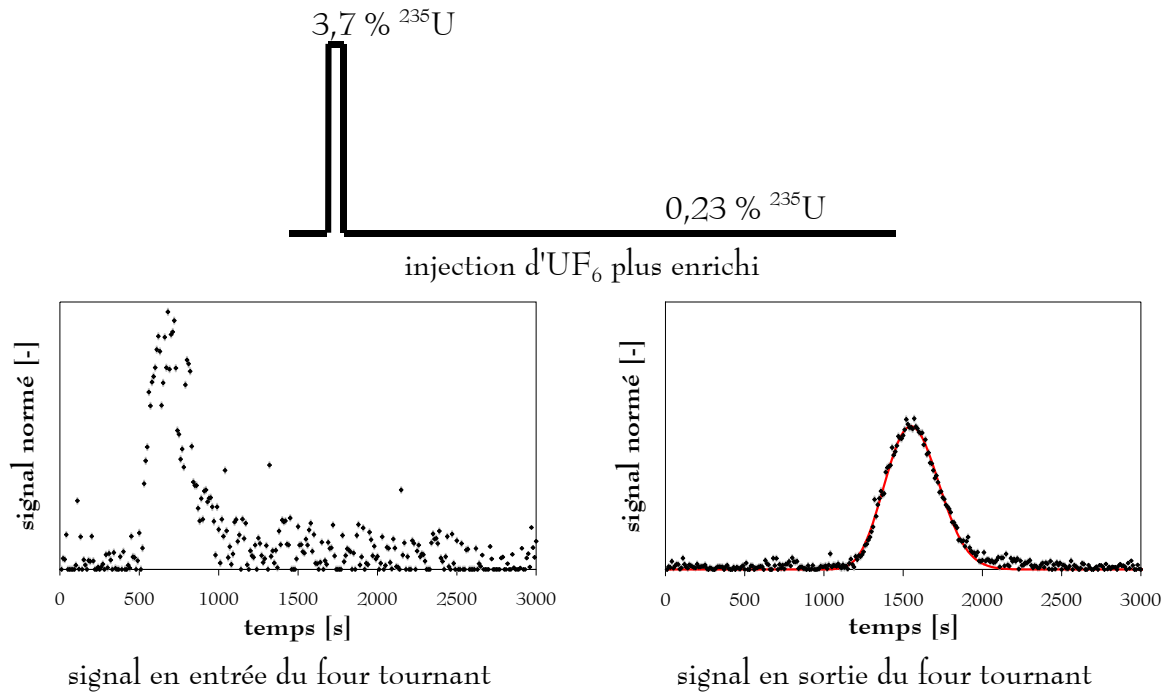 3,7 % ²³⁵U
0,23 % ²³⁵U
injection d'UF₆ plus enrichi
signal normé [-]
0 500 1000 1500 2000 2500 3000
temps [s]
signal en entrée du four tournant
signal normé [-]
0 500 1000 1500 2000 2500 3000
temps [s]
signal en sortie du four tournant